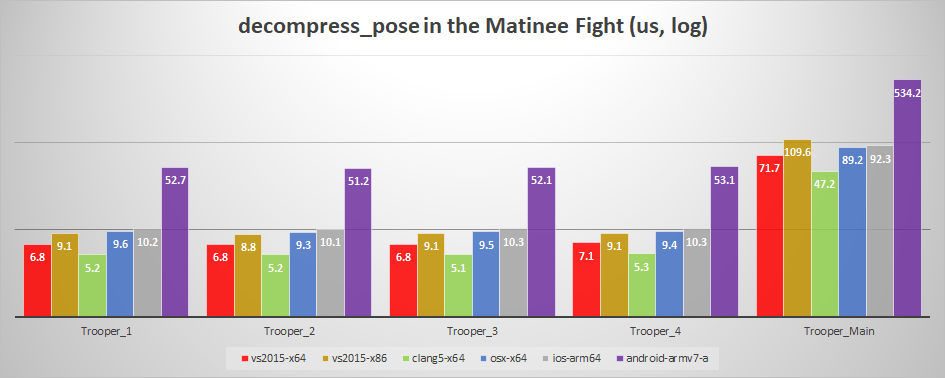 decompress_pose in the Matinee Fight (us, log)
6.8 9.1 5.2 9.6 10.2 52.7
6.8 8.8 5.2 9.3 10.1 51.2
6.8 9.1 5.1 9.5 10.3 52.1
7.1 9.1 5.3 9.4 10.3 53.1
71.7 109.6 47.2 89.2 92.3 534.2
Trooper_1 Trooper_2 Trooper_3 Trooper_4 Trooper_Main
vs2015-x64 vs2015-x86 clang5-x64 osx-x64 ios-arm64 android-armv7-a